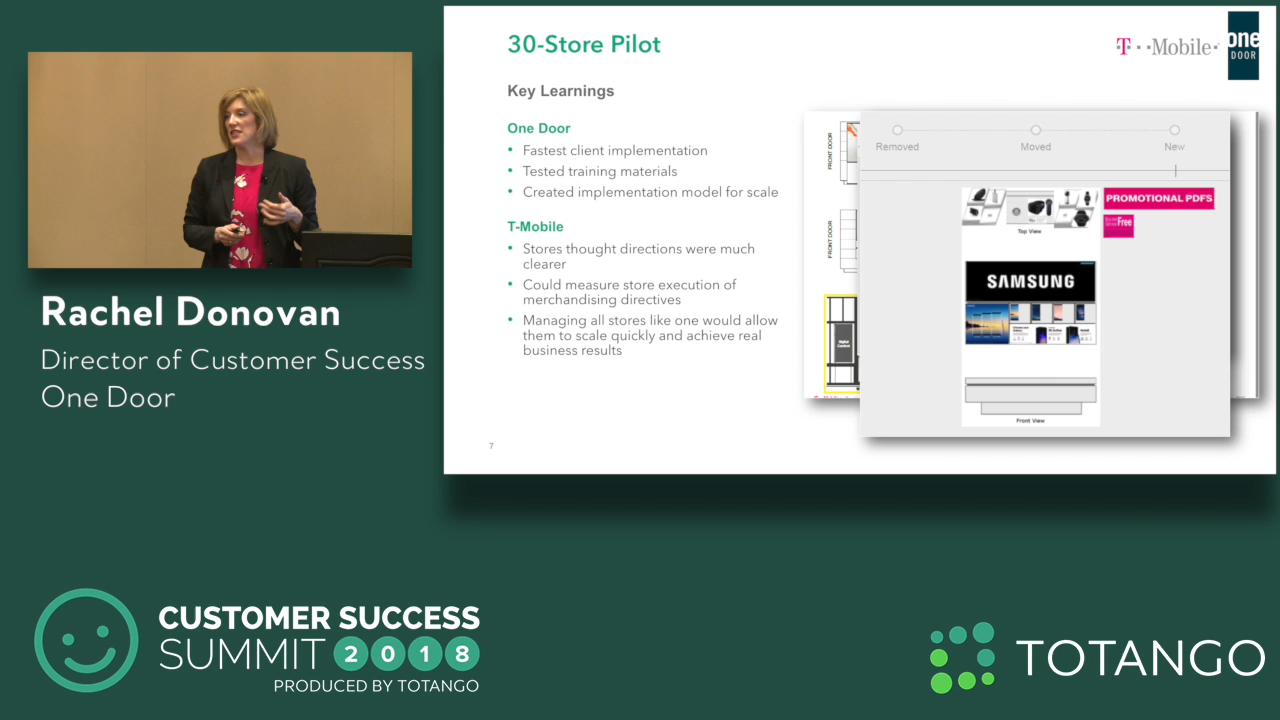 30-Store Pilot
T··Mobile·
one
DOOR
Key Learnings
One Door
• Fastest client implementation
• Tested training materials
• Created implementation model for scale
T-Mobile
• Stores thought directions were much
clearer
• Could measure store execution of
merchandising directives
• Managing all stores like one would allow
them to scale quickly and achieve real
business results
7
FRONT DOOR
FRONT DOOR
Removed
Moved
New
Top View
PROMOTIONAL PDFS
Free
SAMSUNG
Front View
Rachel Donovan
Director of Customer Success
One Door
CUSTOMER SUCCESS
SUMMIT 2018
PRODUCED BY TOTANGO
TOTANGO